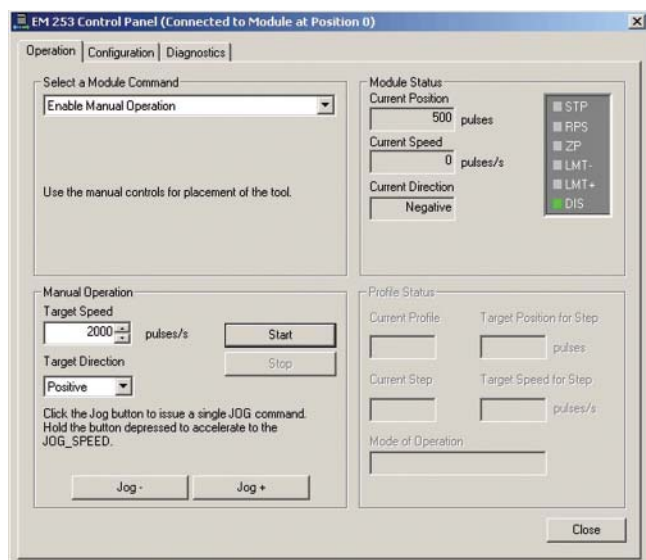 EM 253 Control Panel (Connected to Module at Position 0)
Operation
Configuration
Diagnostics
Select a Module Command
Enable Manual Operation
Use the manual controls for placement of the tool.
Module Status
Current Position
500 pulses
Current Speed
0 pulses/s
Current Direction
Negative
STP
RPS
ZP
LMT-
LMT+
DIS
Manual Operation
Target Speed
2000 pulses/s
Start
Target Direction
Stop
Positive
Click the Jog button to issue a single JOG command.
Hold the button depressed to accelerate to the
JOG_SPEED.
Jog -
Jog +
Profile Status
Current Profile
Target Position for Step
pulses
Current Step
Target Speed for Step
pulses/s
Mode of Operation
Close